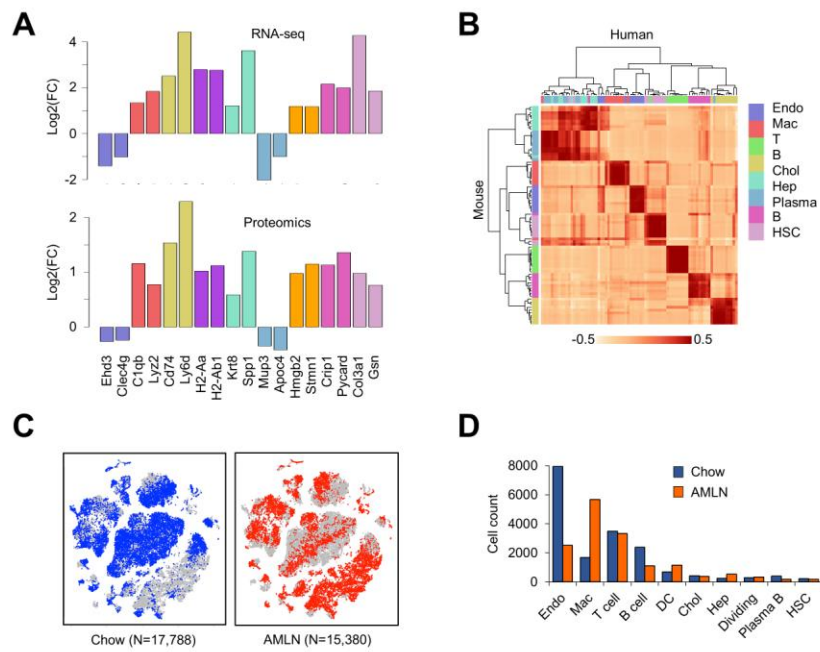 A
RNA-seq
4
2
0
-2
Log2(FC)
Proteomics
2
1
0
Log2(FC)
Ehd3
Clec4g
C1qb
Lyz2
Cd74
Ly6d
H2-Aa
H2-Ab1
Krt8
Spp1
Mup3
Apoc4
Hmgb2
Stmn1
Crip1
Pycard
Col3a1
Gsn
B
Human
Mouse
Endo
Mac
T
B
Chol
Hep
Plasma
B
HSC
-0.5 0.5
C
Chow (N=17,788)
AMLN (N=15,380)
D
8000
6000
4000
2000
0
Cell count
Chow
AMLN
Endo
Mac
T cell
B cell
DC
Chol
Hep
Dividing
Plasma B
HSC